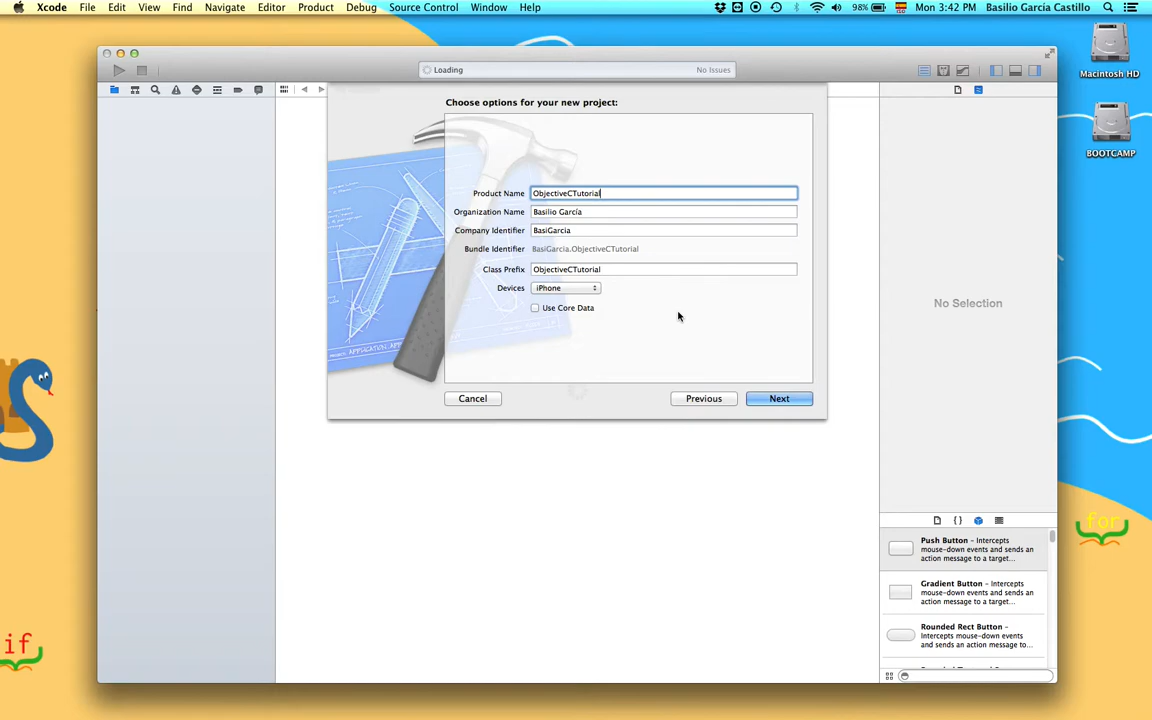 Xcode File Edit View Find Navigate Editor Product Debug Source Control Window Help 98% Mon 3:42 PM Basilio García Castillo
Loading No Issues
Macintosh HD
BOOTCAMP
Choose options for your new project:
Product Name ObjectiveCTutorial
Organization Name Basilio García
Company Identifier BasiGarcia
Bundle Identifier BasiGarcia.ObjectiveCTutorial
Class Prefix ObjectiveCTutorial
Devices iPhone
Use Core Data
Cancel Previous Next
No Selection
Push Button - Intercepts
mouse-down events and sends an
action message to a target...
Gradient Button - Intercepts
mouse-down events and sends an
action message to a target...
Rounded Rect Button -
Intercepts mouse-down events
and sends an action message to...
if
for